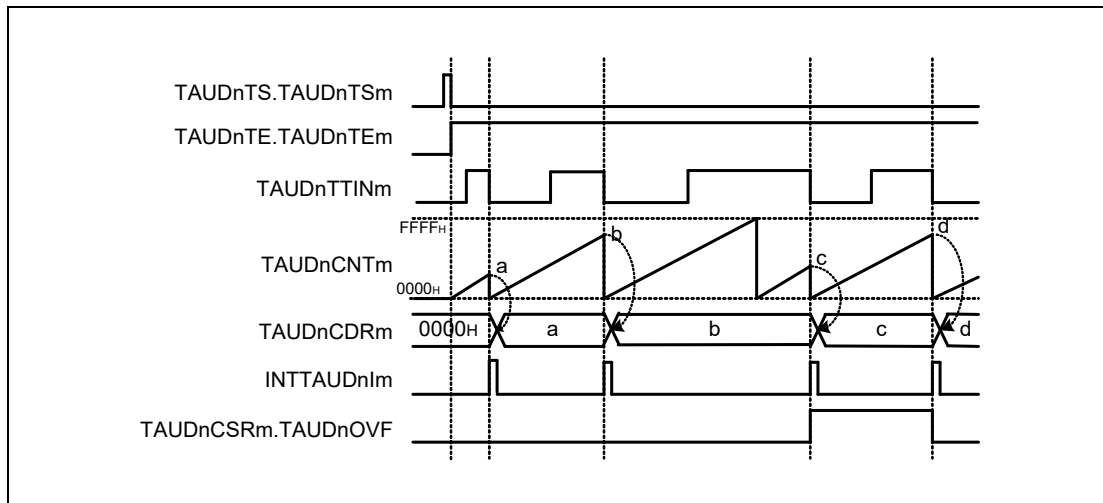 TAUDnTS.TAUDnTSm
TAUDnTE.TAUDnTEm
TAUDnTTINm
FFFFH
TAUDnCNTm
a
b
c
d
0000H
TAUDnCDRm
0000H
a
b
c
d
INTTAUDnIm
TAUDnCSRm.TAUDnOVF